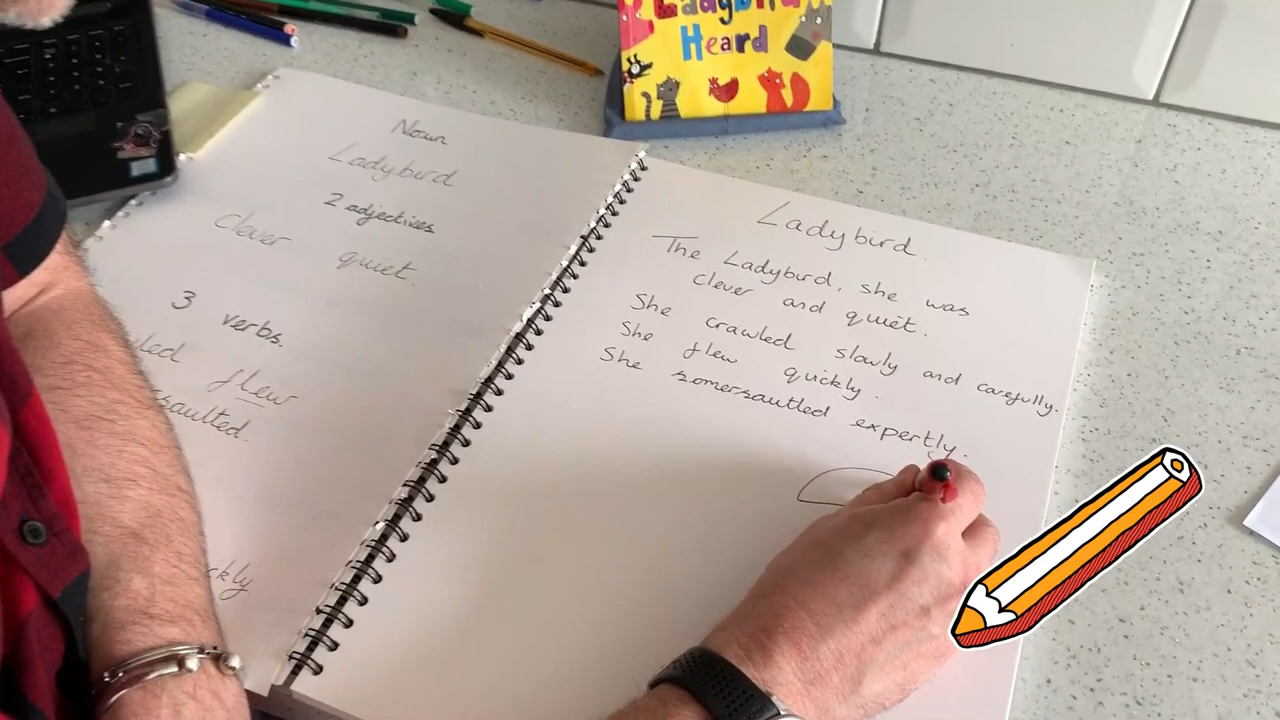 Ladybird
Heard
Noun
Ladybird
2 adjectives
Clever quiet.
3 verbs.
flew
Ladybird.
The Ladybird, she was
clever and quiet.
She crawled slowly and carefully.
She flew quickly.
She somersautled expertly.